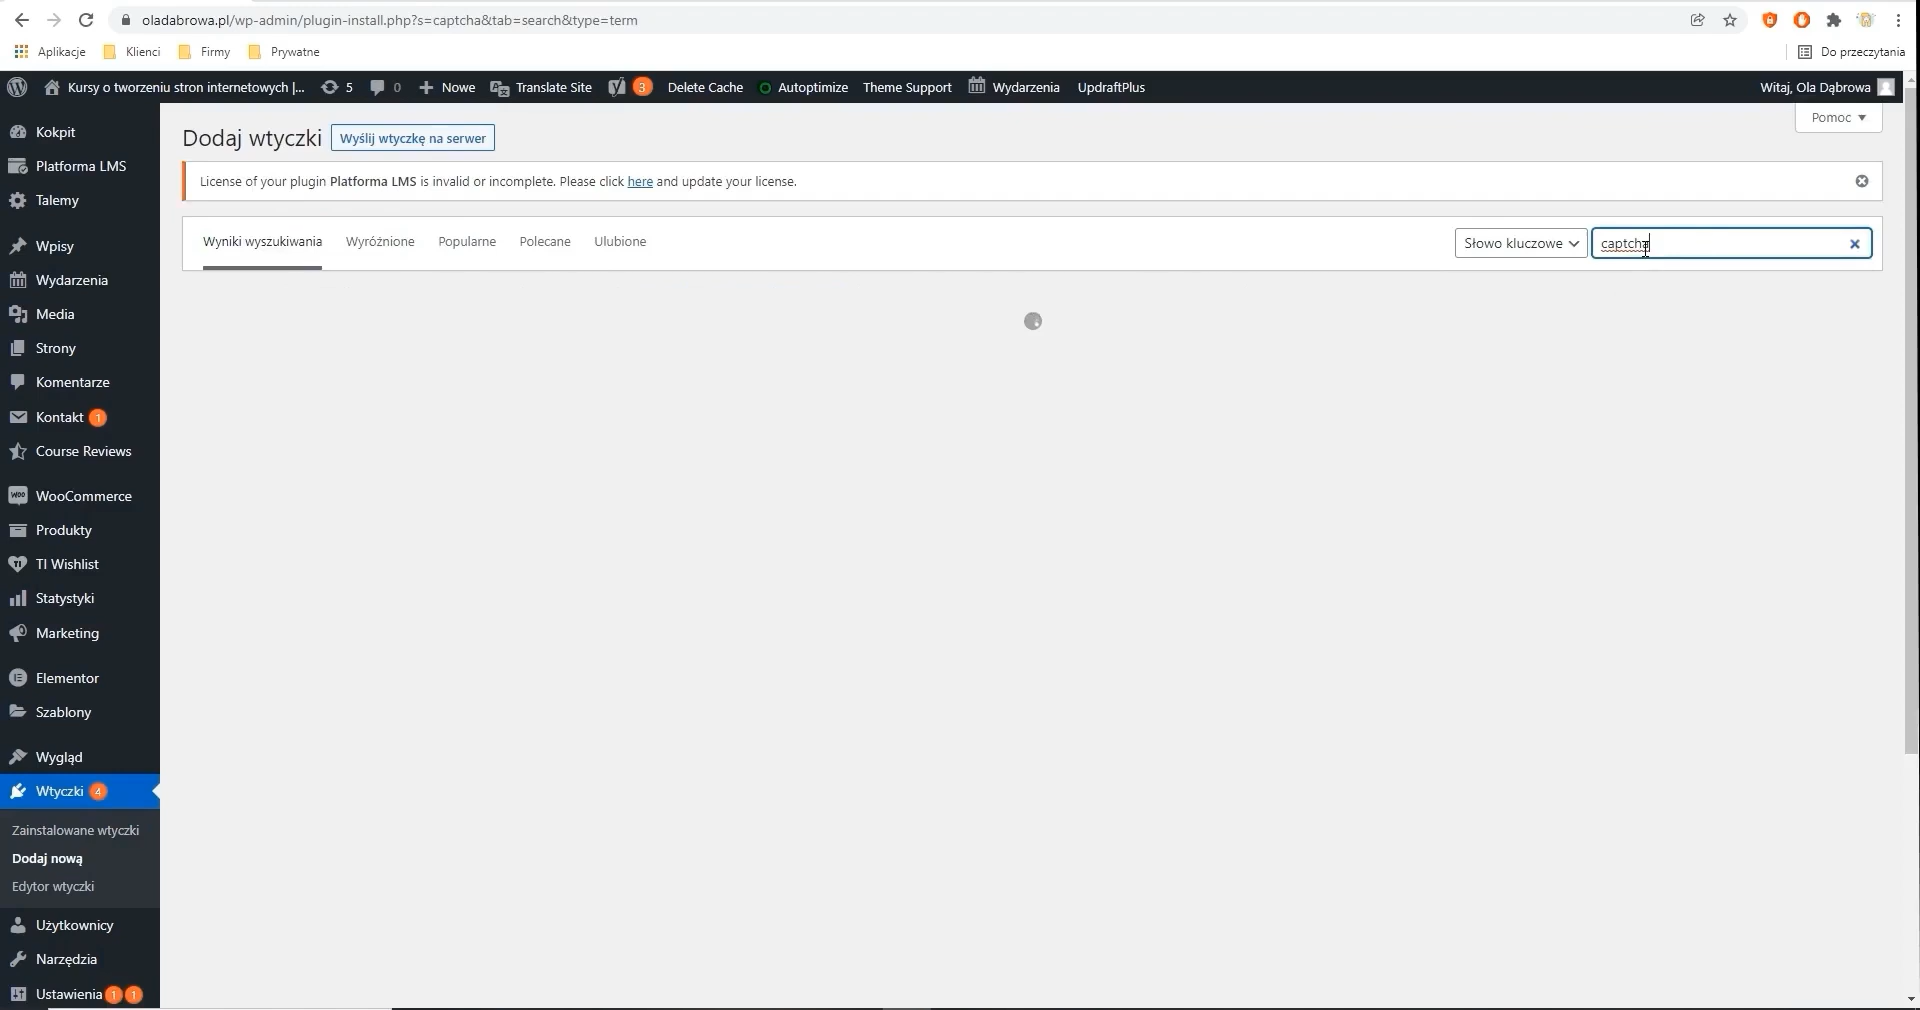 oladabrowa.pl/wp-admin/plugin-install.php?s=captcha&tab=search&type=term
Aplikacje Klienci Firmy Prywatne Do przeczytania
Kursy o tworzeniu stron internetowych |... 5 0 Nowe Translate Site 3 Delete Cache Autoptimize Theme Support Wydarzenia UpdraftPlus Witaj, Ola Dąbrowa
Pomoc
Dodaj wtyczki Wyślij wtyczkę na serwer
License of your plugin Platforma LMS is invalid or incomplete. Please click here and update your license.
Wyniki wyszukiwania Wyróżnione Popularne Polecane Ulubione Słowo kluczowe captcha
Kokpit
Platforma LMS
Talemy
Wpisy
Wydarzenia
Media
Strony
Komentarze
Kontakt 1
Course Reviews
WooCommerce
Produkty
TI Wishlist
Statystyki
Marketing
Elementor
Szablony
Wygląd
Wtyczki 4
Zainstalowane wtyczki
Dodaj nową
Edytor wtyczki
Użytkownicy
Narzędzia
Ustawienia 1 1